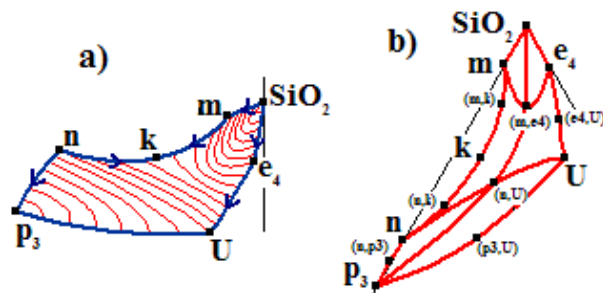 a)
SiO2
m
n
k
e4
p3
U
b)
SiO2
m
e4
(m,k)
(m,e4)
(e4,U)
k
U
(n,U)
(n,k)
n
(n,p3)
(p3,U)
p3